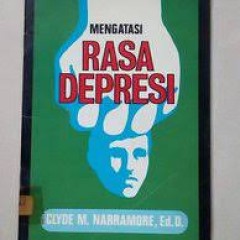 MENGATASI
RASA
DEPRESI
CLYDE M. NARRAMORE, Ed.D.